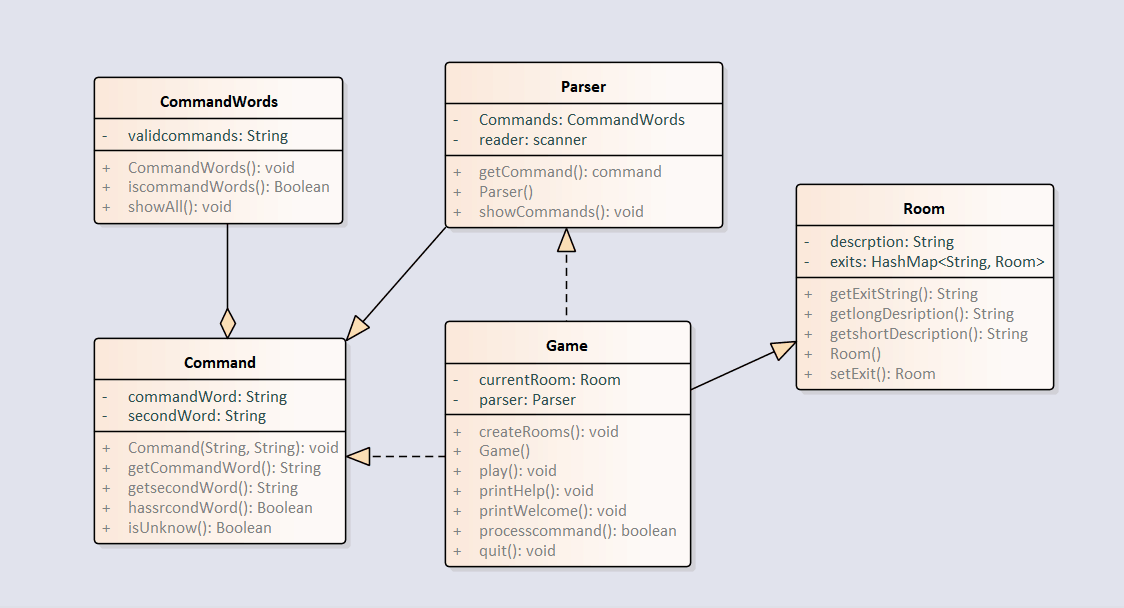 CommandWords
- validcommands: String
+ CommandWords(): void
+ iscommandWords(): Boolean
+ showAll(): void
Parser
- Commands: CommandWords
- reader: scanner
+ getCommand(): command
+ Parser()
+ showCommands(): void
Room
- descrption: String
- exits: HashMap<String, Room>
+ getExitString(): String
+ getlongDesription(): String
+ getshortDescription(): String
+ Room()
+ setExit(): Room
Command
- commandWord: String
- secondWord: String
+ Command(String, String): void
+ getCommandWord(): String
+ getsecondWord(): String
+ hassrcondWord(): Boolean
+ isUnknow(): Boolean
Game
- currentRoom: Room
- parser: Parser
+ createRooms(): void
+ Game()
+ play(): void
+ printHelp(): void
+ printWelcome(): void
+ processcommand(): boolean
+ quit(): void